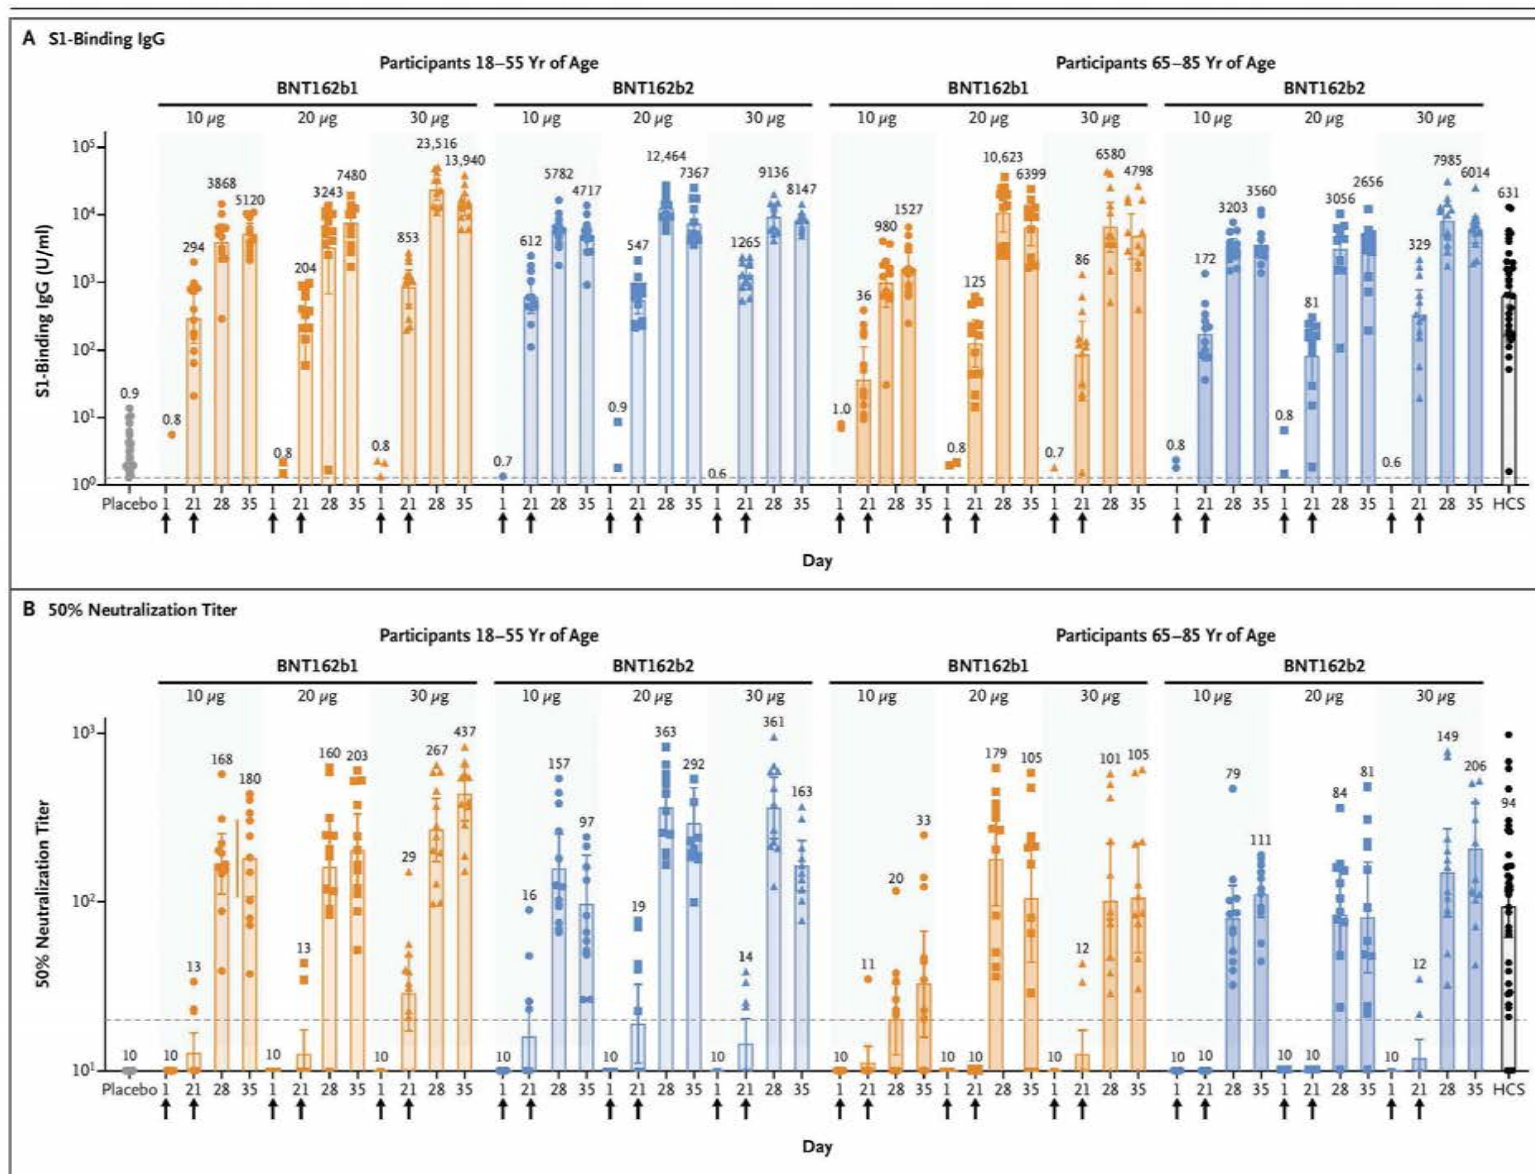 A S1-Binding IgG
Participants 18–55 Yr of Age Participants 65–85 Yr of Age
BNT162b1 BNT162b2 BNT162b1 BNT162b2
10 µg 20 µg 30 µg 10 µg 20 µg 30 µg 10 µg 20 µg 30 µg 10 µg 20 µg 30 µg
S1-Binding IgG (U/ml)
10⁵
10⁴
10³
10²
10¹
10⁰
0.9
0.8 294 3868 5120 0.8 204 3243 7480 0.8 853 23,516 13,940
0.7 612 5782 4717 0.9 547 12,464 7367 0.6 1265 9136 8147
1.0 36 980 1527 0.8 125 10,623 6399 0.7 86 6580 4798
0.8 172 3203 3560 0.8 81 3056 2656 0.6 329 7985 6014
631
Placebo 1 21 28 35 1 21 28 35 1 21 28 35 1 21 28 35 1 21 28 35 1 21 28 35 1 21 28 35 1 21 28 35 1 21 28 35 1 21 28 35 1 21 28 35 1 21 28 35 HCS
Day
B 50% Neutralization Titer
Participants 18–55 Yr of Age Participants 65–85 Yr of Age
BNT162b1 BNT162b2 BNT162b1 BNT162b2
10 µg 20 µg 30 µg 10 µg 20 µg 30 µg 10 µg 20 µg 30 µg 10 µg 20 µg 30 µg
50% Neutralization Titer
10³
10²
10¹
10
10 13 168 180 10 13 160 203 10 29 267 437
10 16 157 97 10 19 363 292 10 14 361 163
10 11 20 33 10 10 179 105 10 12 101 105
10 10 79 111 10 10 84 81 10 12 149 206
94
Placebo 1 21 28 35 1 21 28 35 1 21 28 35 1 21 28 35 1 21 28 35 1 21 28 35 1 21 28 35 1 21 28 35 1 21 28 35 1 21 28 35 1 21 28 35 1 21 28 35 HCS
Day